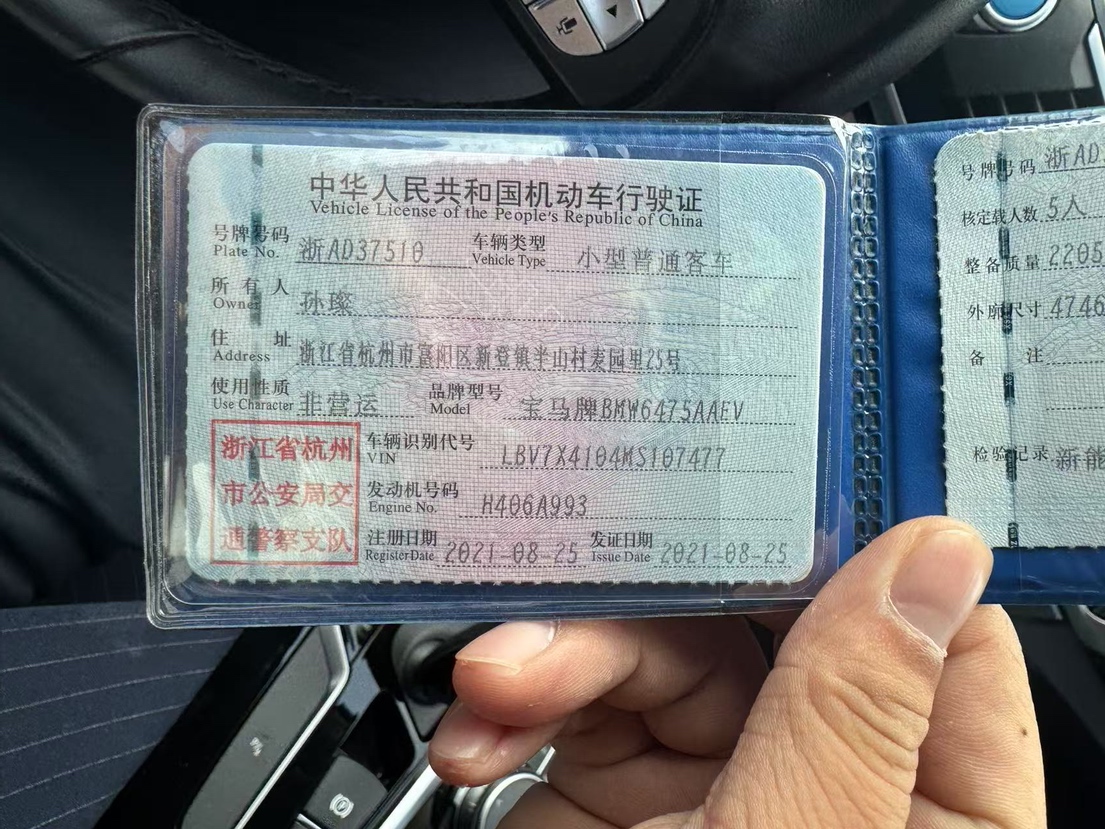 中华人民共和国机动车行驶证
Vehicle License of the People's Republic of China
号牌号码 Plate No. 浙AD37510 车辆类型 Vehicle Type 小型普通客车
所有人 Owner 孙璨
住址 Address 浙江省杭州市富阳区新登镇半山村麦园里25号
使用性质 Use Character 非营运 品牌型号 Model 宝马牌BMW6475AAEV
车辆识别代号 VIN LBV7X4104MS107477
发动机号码 Engine No. H406A993
注册日期 Register Date 2021-08-25 发证日期 Issue Date 2021-08-25
浙江省杭州
市公安局交
通警察支队
号牌号码 浙AD3
核定载人数 5人
整备质量 2205
外廓尺寸 4746
备注
检验记录 新能